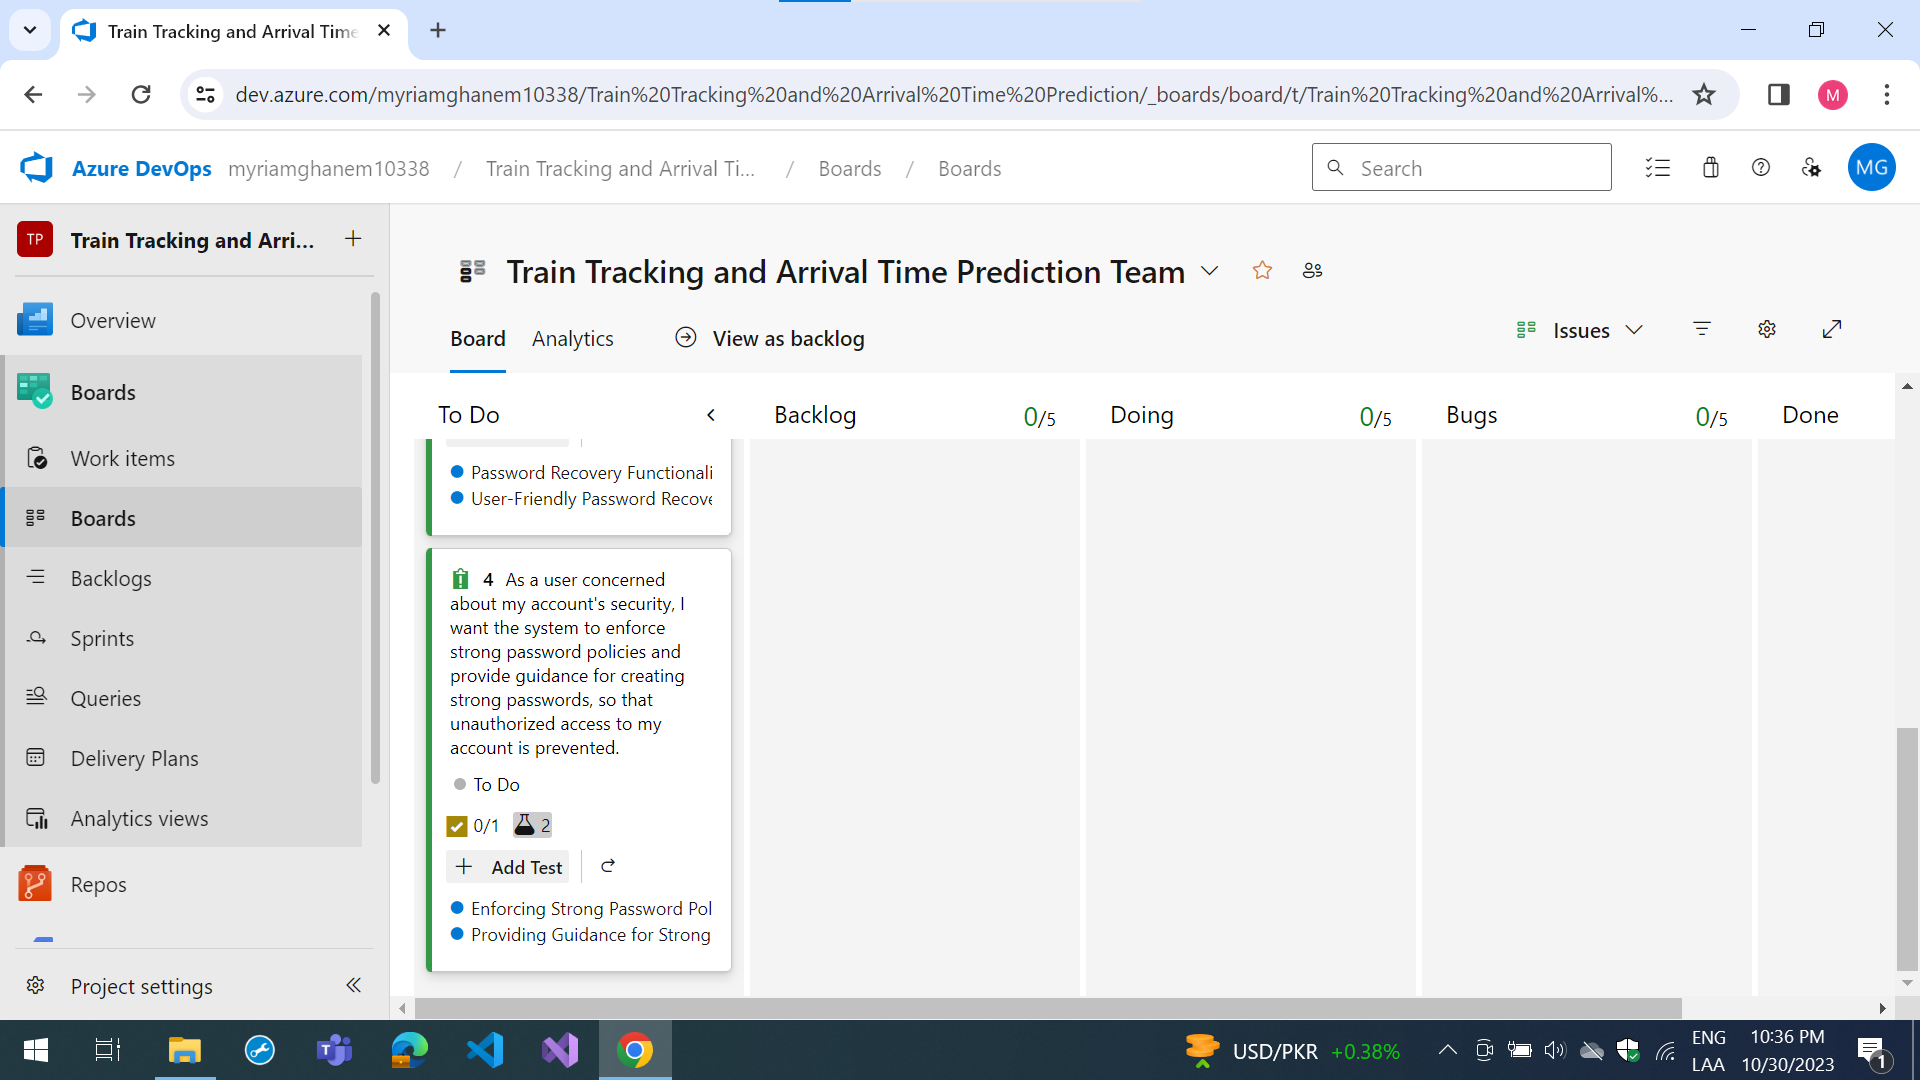 Train Tracking and Arrival Time
dev.azure.com/myriamghanem10338/Train%20Tracking%20and%20Arrival%20Time%20Prediction/_boards/board/t/Train%20Tracking%20and%20Arrival%...
M
Azure DevOps myriamghanem10338 / Train Tracking and Arrival Ti... / Boards / Boards
Search
MG
TP Train Tracking and Arri...
Overview
Boards
Work items
Boards
Backlogs
Sprints
Queries
Delivery Plans
Analytics views
Repos
Project settings
Train Tracking and Arrival Time Prediction Team
Board Analytics View as backlog
Issues
To Do
Backlog 0/5
Doing 0/5
Bugs 0/5
Done
Password Recovery Functionali
User-Friendly Password Recove
4 As a user concerned
about my account's security, I
want the system to enforce
strong password policies and
provide guidance for creating
strong passwords, so that
unauthorized access to my
account is prevented.
To Do
0/1 2
Add Test
Enforcing Strong Password Pol
Providing Guidance for Strong
USD/PKR +0.38%
ENG
LAA
10:36 PM
10/30/2023
1